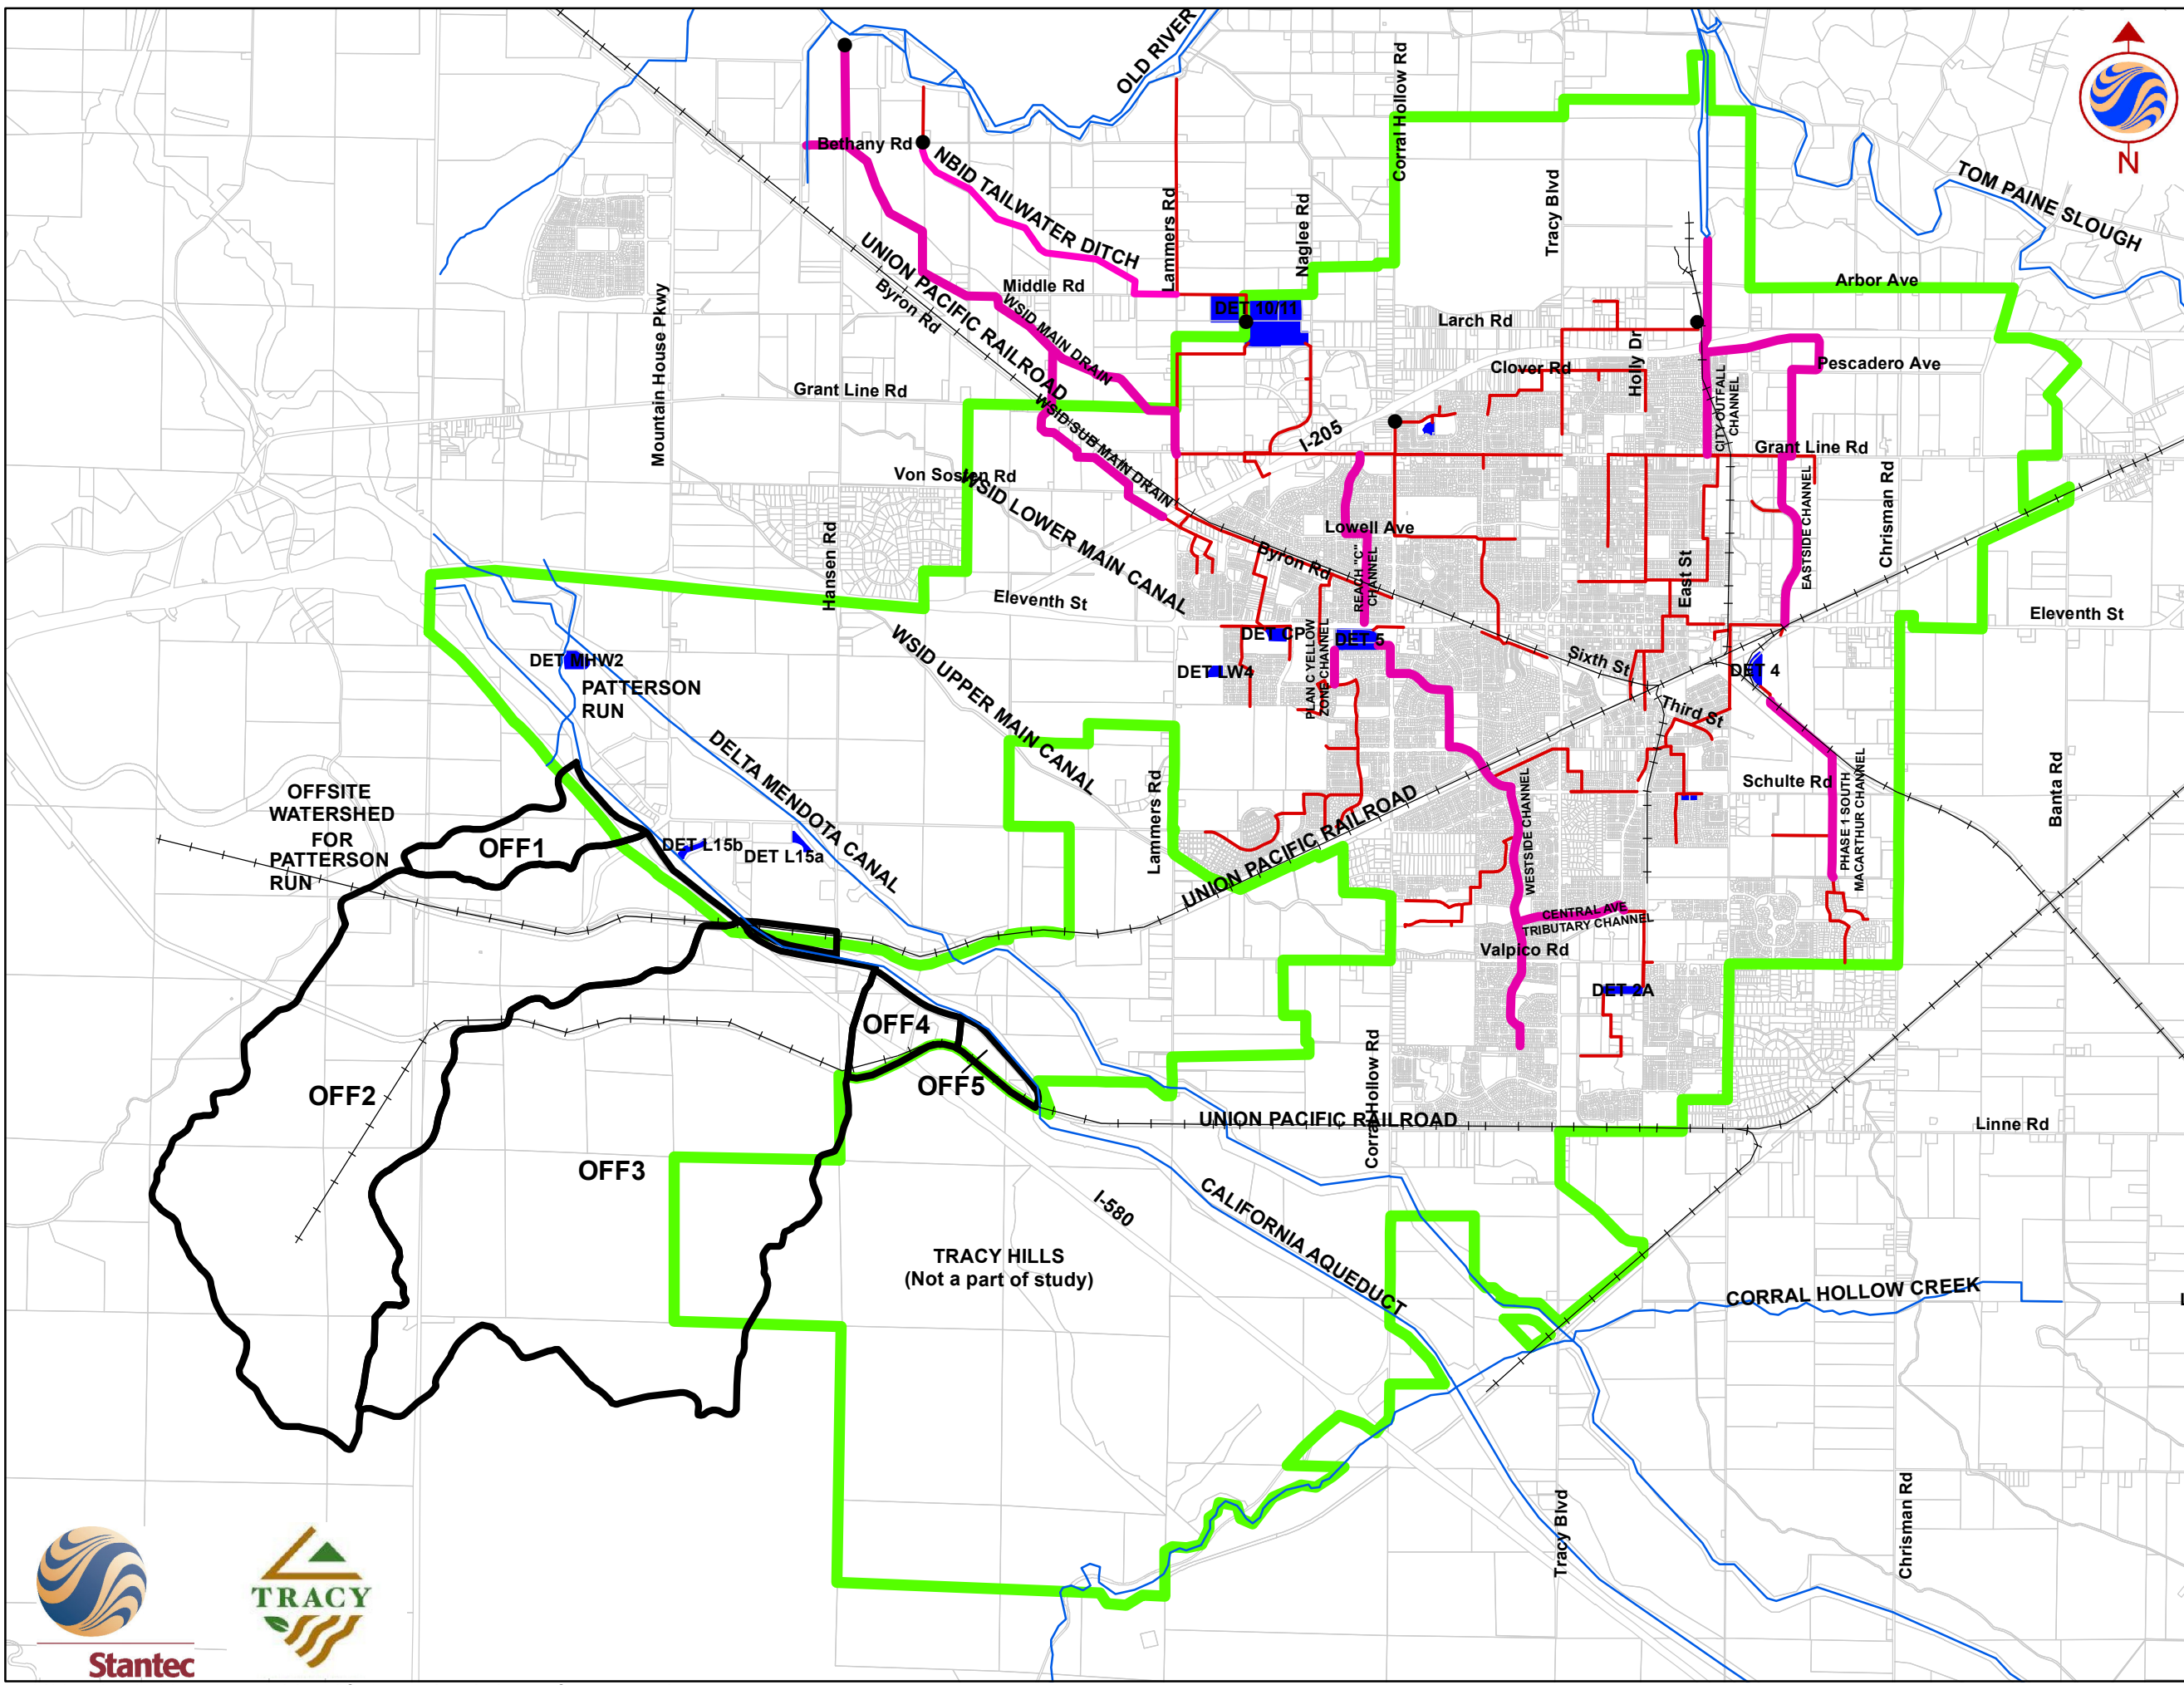 OLD RIVER
Corral Hollow Rd
Bethany Rd
NBID TAILWATER DITCH
Lammers Rd
Naglee Rd
Tracy Blvd
TOM PAINE SLOUGH
N
UNION PACIFIC RAILROAD
Byron Rd
Middle Rd
WSID MAIN DRAIN
DET 10/11
Arbor Ave
Mountain House Pkwy
Larch Rd
Holly Dr
Clover Rd
Pescadero Ave
Grant Line Rd
CITY OUTFALL
CHANNEL
WSID SUB MAIN DRAIN
I-205
Grant Line Rd
Von Sosten Rd
WSID LOWER MAIN CANAL
EASTSIDE CHANNEL
Chrisman Rd
Hansen Rd
Lowell Ave
Byron Rd
REACH "C"
CHANNEL
East St
Eleventh St
Eleventh St
DET CP
DET 5
WSID UPPER MAIN CANAL
DET MHW2
DET LW4
PLAN C YELLOW
ZONE CHANNEL
Sixth St
DET 4
PATTERSON
RUN
Third St
DELTA MENDOTA CANAL
OFFSITE
WATERSHED
FOR
PATTERSON
RUN
OFF1
DET L15b
DET L15a
Lammers Rd
UNION PACIFIC RAILROAD
WESTSIDE CHANNEL
Schulte Rd
PHASE 1 SOUTH
MACARTHUR CHANNEL
Banta Rd
CENTRAL AVE
TRIBUTARY CHANNEL
Valpico Rd
DET 2A
OFF4
OFF2
OFF5
Corral Hollow Rd
UNION PACIFIC RAILROAD
Linne Rd
OFF3
I-580
CALIFORNIA AQUEDUCT
TRACY HILLS
(Not a part of study)
CORRAL HOLLOW CREEK
Tracy Blvd
Chrisman Rd
Stantec
TRACY